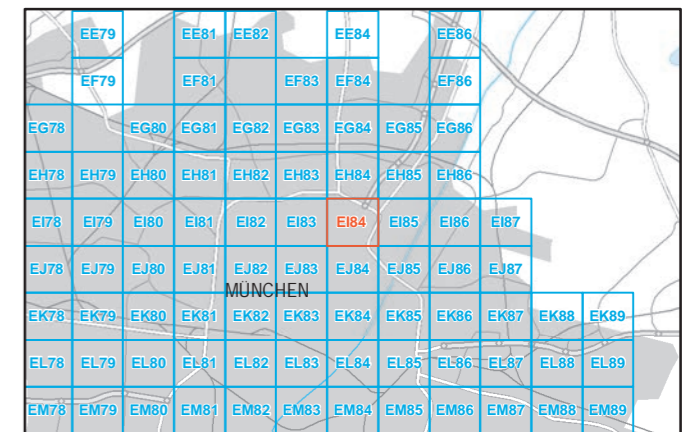 EE79 EE81 EE82 EE84 EE86
EF79 EF81 EF83 EF84 EF86
EG78 EG80 EG81 EG82 EG83 EG84 EG85 EG86
EH78 EH79 EH80 EH81 EH82 EH83 EH84 EH85 EH86
EI78 EI79 EI80 EI81 EI82 EI83 EI84 EI85 EI86 EI87
EJ78 EJ79 EJ80 EJ81 EJ82 EJ83 EJ84 EJ85 EJ86 EJ87
MÜNCHEN
EK78 EK79 EK80 EK81 EK82 EK83 EK84 EK85 EK86 EK87 EK88 EK89
EL78 EL79 EL80 EL81 EL82 EL83 EL84 EL85 EL86 EL87 EL88 EL89
EM78 EM79 EM80 EM81 EM82 EM83 EM84 EM85 EM86 EM87 EM88 EM89